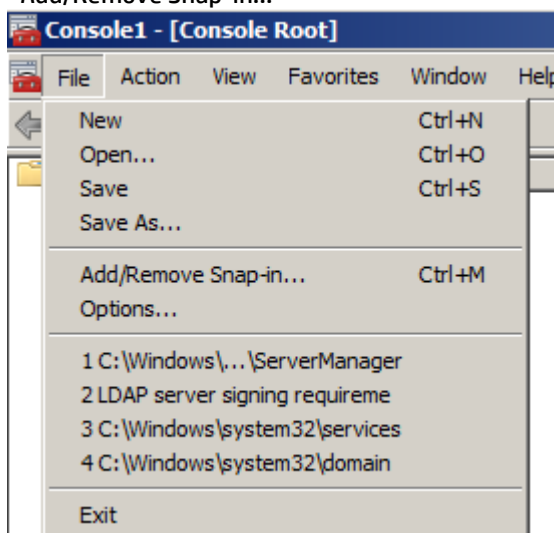 Add/Remove Snap-in...
Console1 - [Console Root]
File Action View Favorites Window Help
New Ctrl+N
Open... Ctrl+O
Save Ctrl+S
Save As...
Add/Remove Snap-in... Ctrl+M
Options...
1 C:\Windows\...\ServerManager
2 LDAP server signing requireme
3 C:\Windows\system32\services
4 C:\Windows\system32\domain
Exit